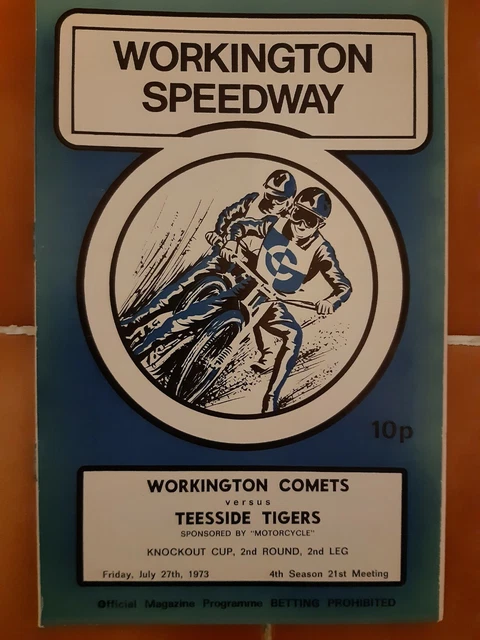 WORKINGTON
SPEEDWAY
10p
WORKINGTON COMETS
versus
TEESSIDE TIGERS
SPONSORED BY "MOTORCYCLE"
KNOCKOUT CUP, 2nd ROUND, 2nd LEG
Friday, July 27th, 1973 4th Season 21st Meeting
Official Magazine Programme BETTING PROHIBITED